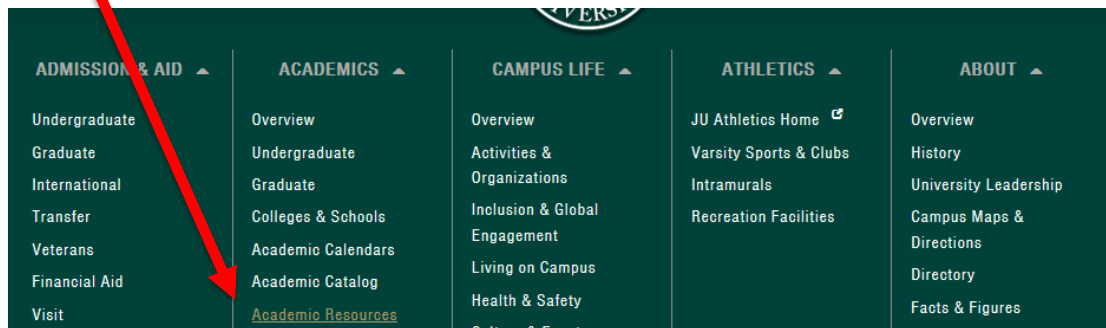 ADMISSION & AID
Undergraduate
Graduate
International
Transfer
Veterans
Financial Aid
Visit
ACADEMICS
Overview
Undergraduate
Graduate
Colleges & Schools
Academic Calendars
Academic Catalog
Academic Resources
CAMPUS LIFE
Overview
Activities &
Organizations
Inclusion & Global
Engagement
Living on Campus
Health & Safety
ATHLETICS
JU Athletics Home
Varsity Sports & Clubs
Intramurals
Recreation Facilities
ABOUT
Overview
History
University Leadership
Campus Maps &
Directions
Directory
Facts & Figures